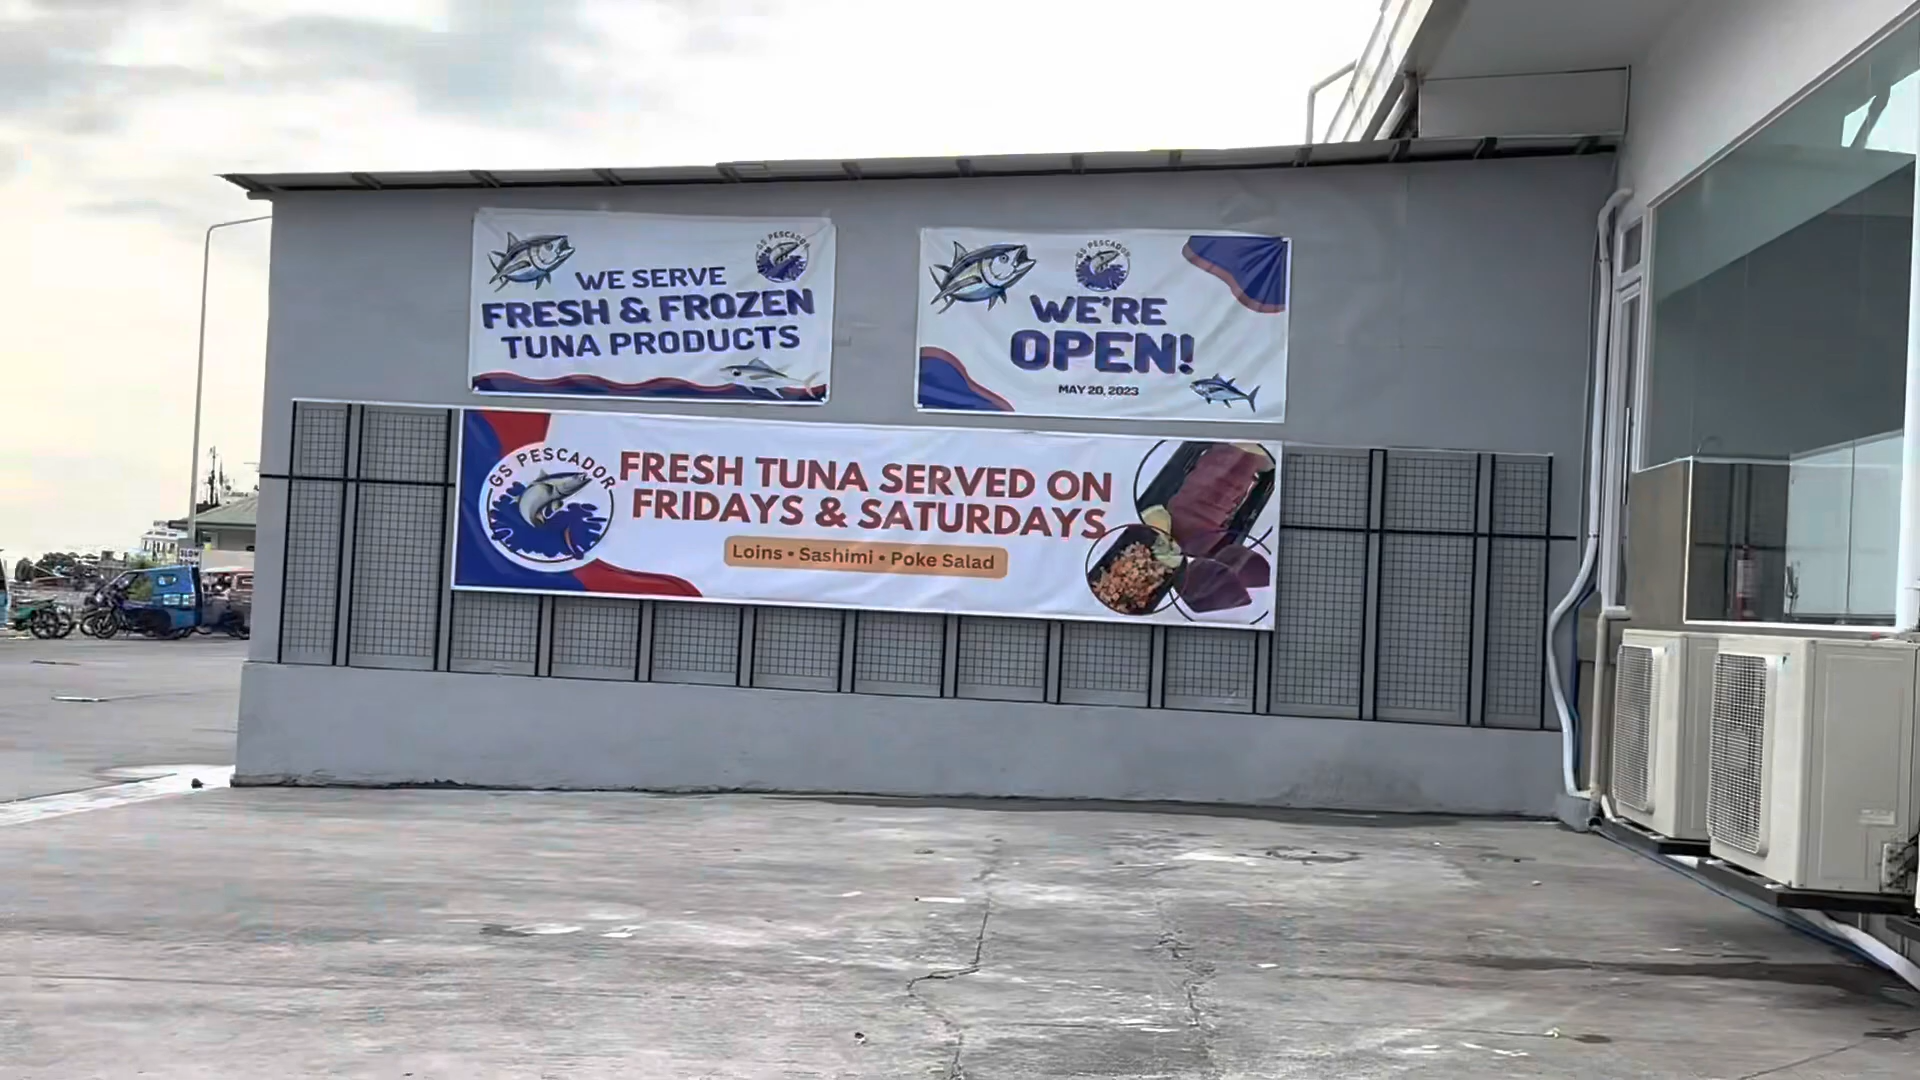 GS PESCADOR
WE SERVE
FRESH & FROZEN
TUNA PRODUCTS
GS PESCADOR
WE'RE
OPEN!
MAY 20, 2023
GS PESCADOR
FRESH TUNA SERVED ON
FRIDAYS & SATURDAYS
Loins • Sashimi • Poke Salad
SLOW